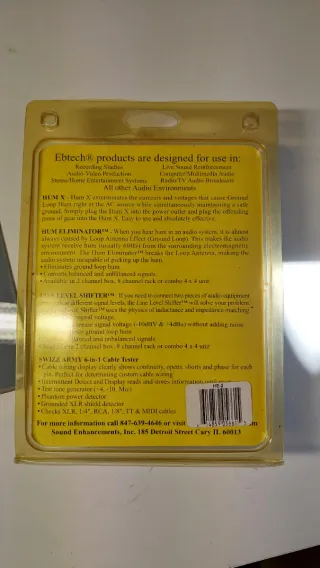 Ebtech® products are designed for use in:
Recording Studios Live Sound Reinforcement
Audio-Video Production Computer/Multimedia Audio
Stereo/Home Entertainment Systems Radio/TV Audio Broadcasts
All other Audio Environments
HUM X - Hum X exterminates the currents and voltages that cause Ground
Loop Hum right at the AC source while simultaneously maintaining a safe
ground. Simply plug the Hum X into the power outlet and plug the offending
piece of gear into the Hum X. Easy to use and absolutely effective.
HUM ELIMINATOR™ - When you hear hum in an audio system, it is almost
always caused by Loop Antenna Effect (Ground Loop). This makes the audio
system receive hum (usually 60Hz) from the surrounding electromagnetic
environment. The Hum Eliminator™ breaks the Loop Antenna, making the
audio system incapable of picking up the hum.
• Eliminates ground loop hum
• Converts balanced and unbalanced signals
• Available in 2 channel box, 8 channel rack or combo 4 x 4 unit
LINE LEVEL SHIFTER™ - If you need to connect two pieces of audio equipment
different signal levels, the Line Level Shifter™ will solve your problem.
Shifter™ uses the physics of inductance and impedance matching
signal voltage.
signal voltage (-10dBV & +4dBu) without adding noise
ground loop hum
balanced and unbalanced signals
2 channel box, 8 channel rack or combo 4 x 4 unit
SWIZZ ARMY 6-in-1 Cable Tester
• Cable wiring display clearly shows continuity, opens, shorts and phase for each
pin. Perfect for determining custom cable wiring.
• Intermittent Detect and Display reads and stores information
• Test tone generator (+4, -10, Mic)
• Phantom power detector
• Grounded XLR shield detector
• Checks XLR, 1/4", RCA, 1/8", TT & MIDI cables
For more information call 847-639-4646 or visit
Sound Enhancements, Inc. 185 Detroit Street Cary IL 60013
HE-2